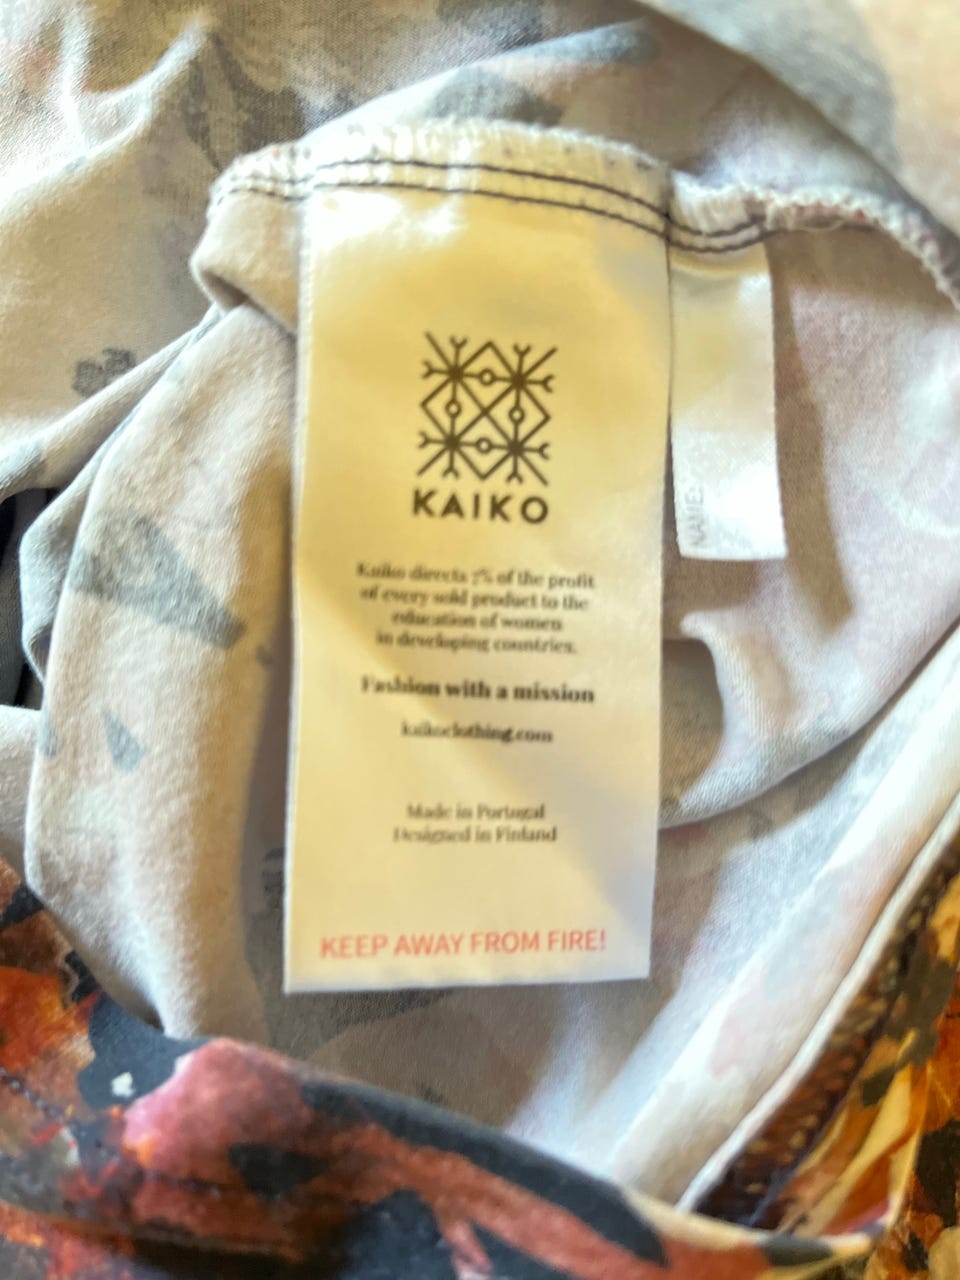 KAIKO
Kaiko directs 7% of the profit
of every sold product to the
education of women
in developing countries.
Fashion with a mission
kaikoclothing.com
Made in Portugal
Designed in Finland
KEEP AWAY FROM FIRE!
NAME: